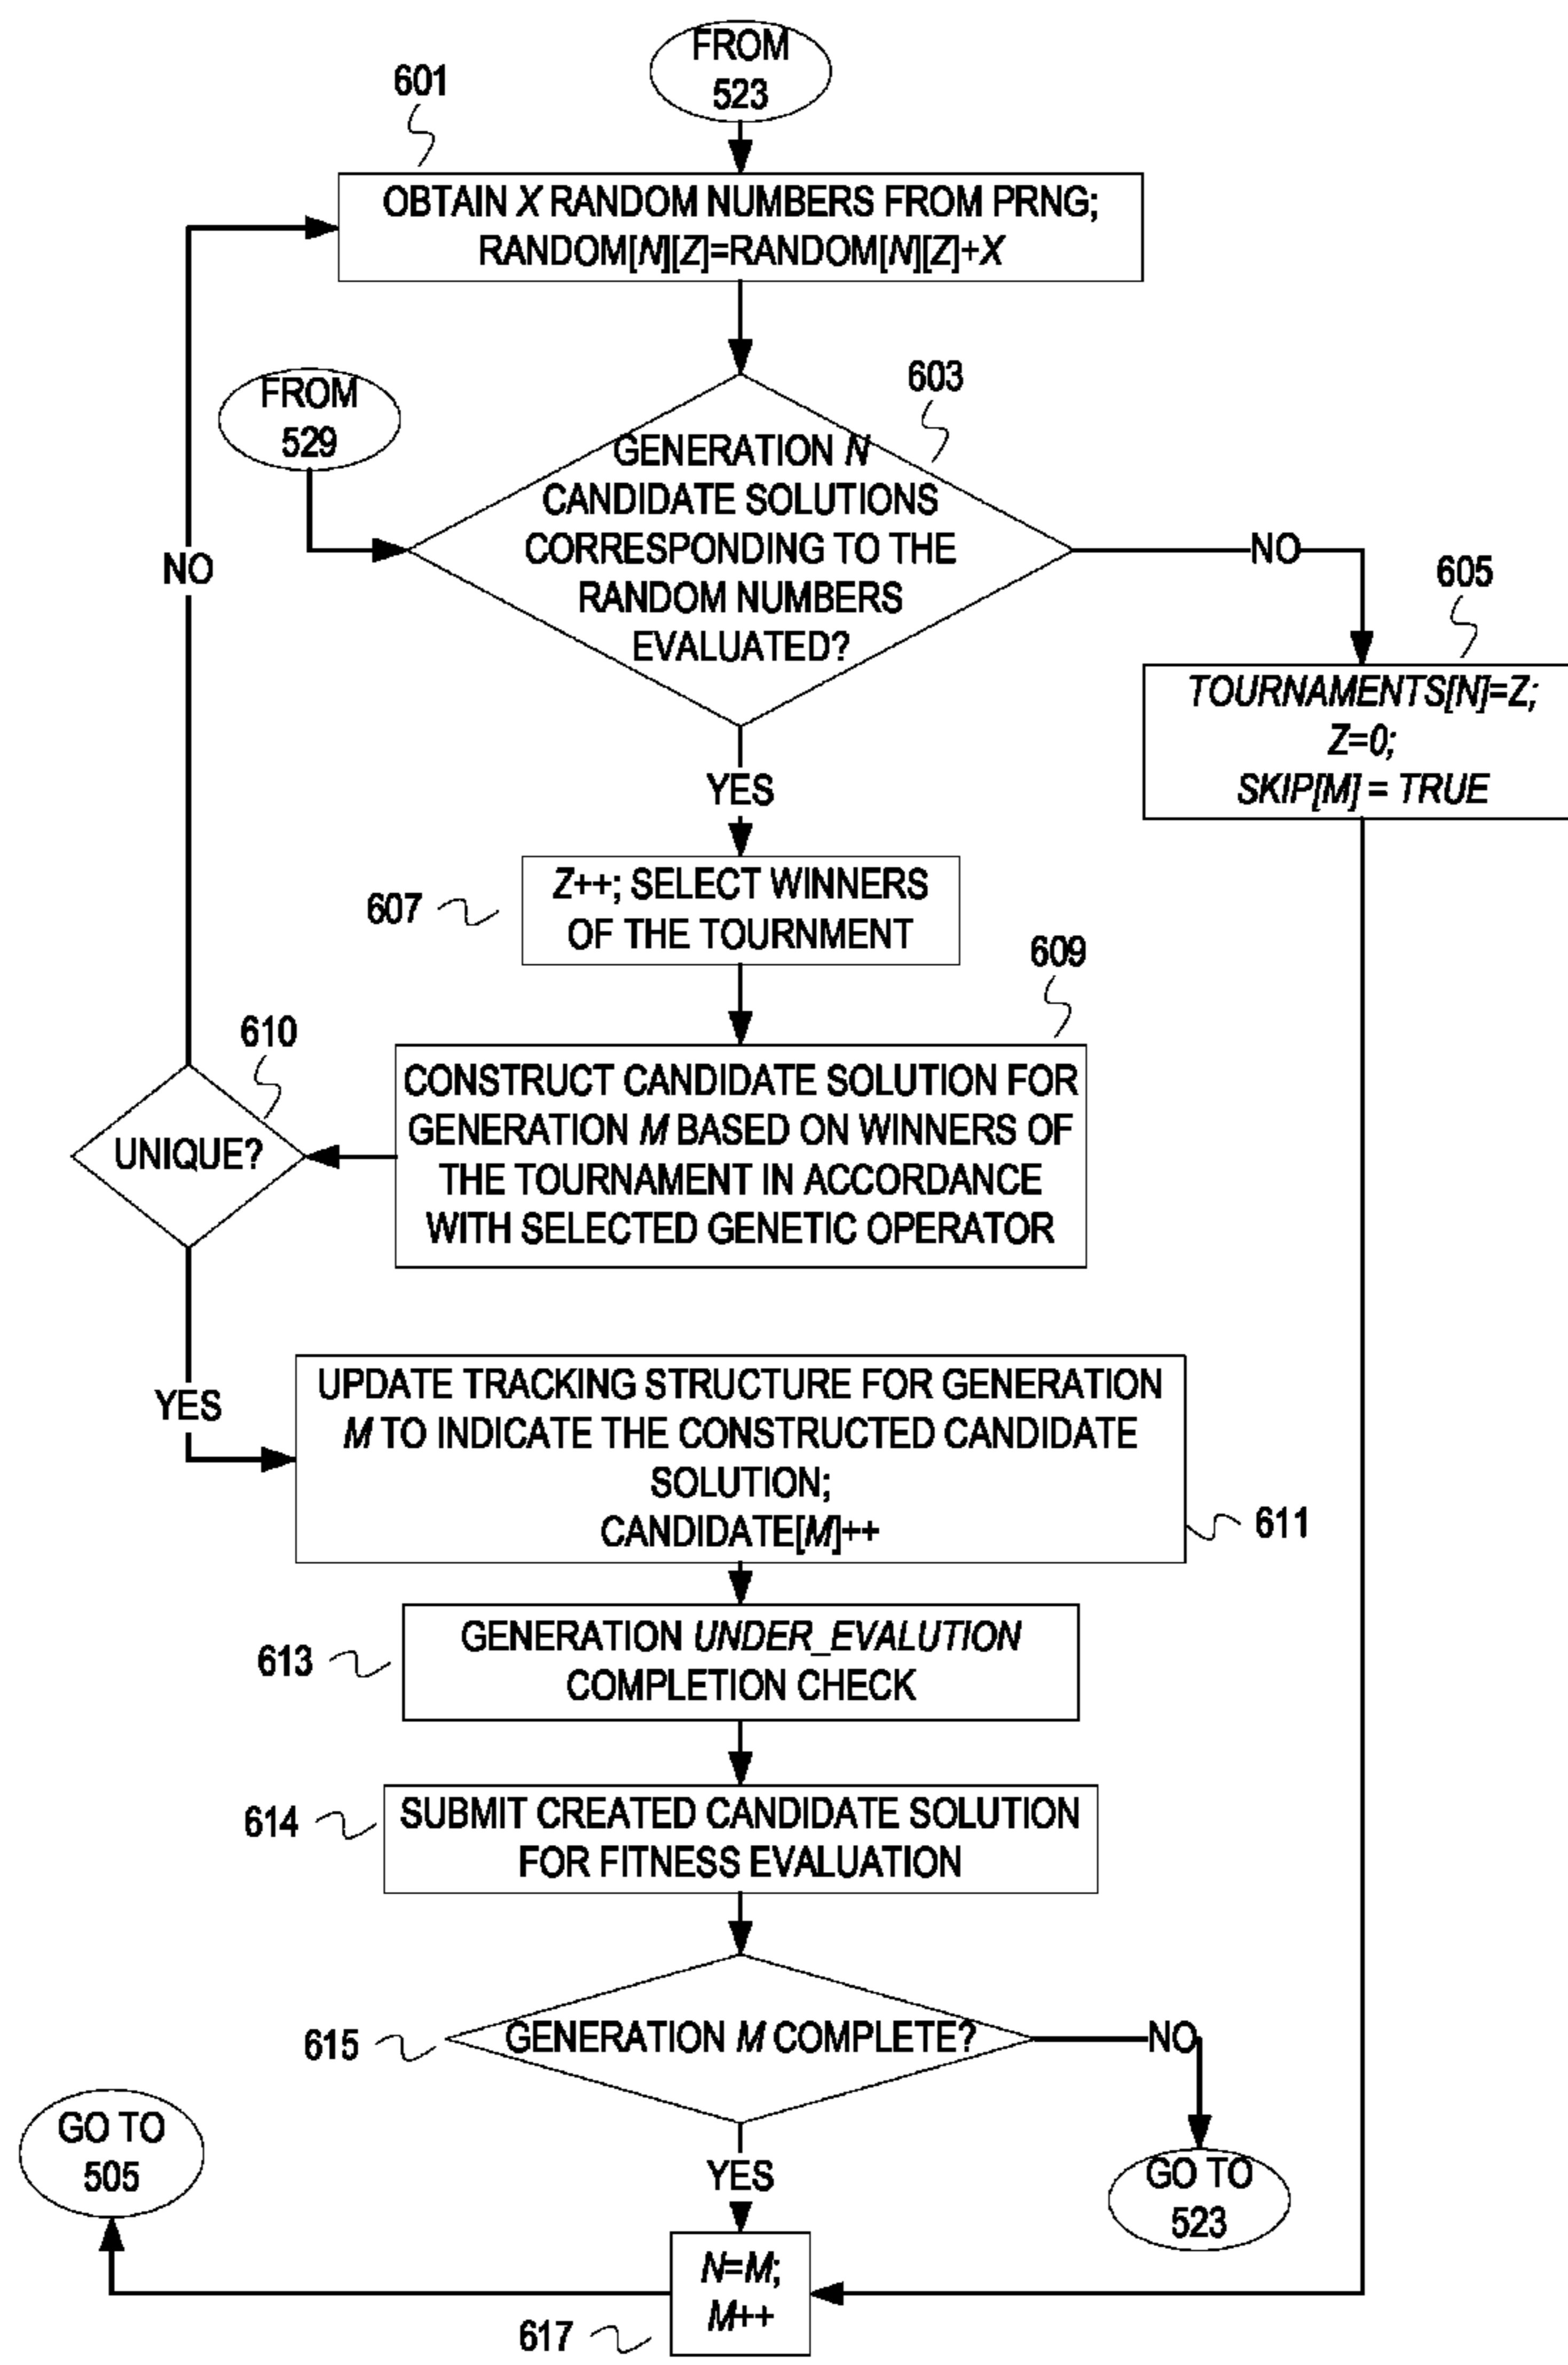 FROM
523
601
OBTAIN X RANDOM NUMBERS FROM PRNG;
RANDOM[N][Z]=RANDOM[N][Z]+X
FROM
529
603
GENERATION N
CANDIDATE SOLUTIONS
CORRESPONDING TO THE
RANDOM NUMBERS
EVALUATED?
NO
NO
605
TOURNAMENTS[N]=Z;
Z=0;
SKIP[M] = TRUE
YES
607
Z++; SELECT WINNERS
OF THE TOURNMENT
609
610
CONSTRUCT CANDIDATE SOLUTION FOR
GENERATION M BASED ON WINNERS OF
THE TOURNAMENT IN ACCORDANCE
WITH SELECTED GENETIC OPERATOR
UNIQUE?
YES
UPDATE TRACKING STRUCTURE FOR GENERATION
M TO INDICATE THE CONSTRUCTED CANDIDATE
SOLUTION;
CANDIDATE[M]++
611
613
GENERATION UNDER_EVALUTION
COMPLETION CHECK
614
SUBMIT CREATED CANDIDATE SOLUTION
FOR FITNESS EVALUATION
615
GENERATION M COMPLETE?
NO
GO TO
505
YES
GO TO
523
N=M;
M++
617